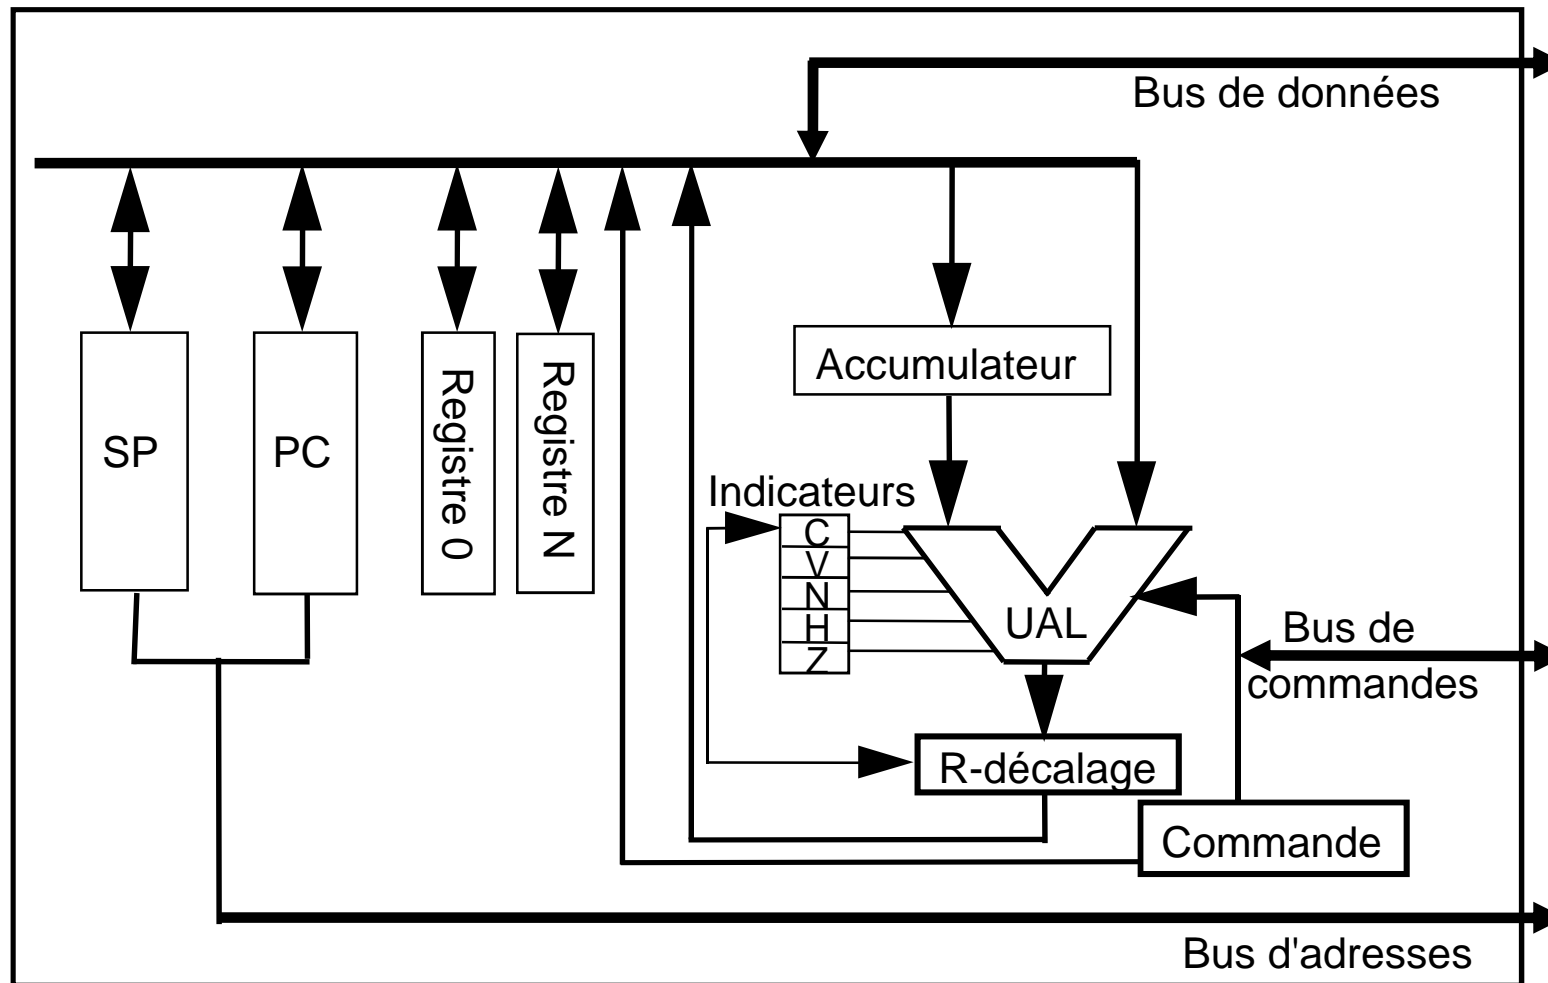 Bus de données
Accumulateur
SP
PC
Registre 0
Registre N
Indicateurs
C
V
N
H
Z
UAL
Bus de
commandes
R-décalage
Commande
Bus d'adresses